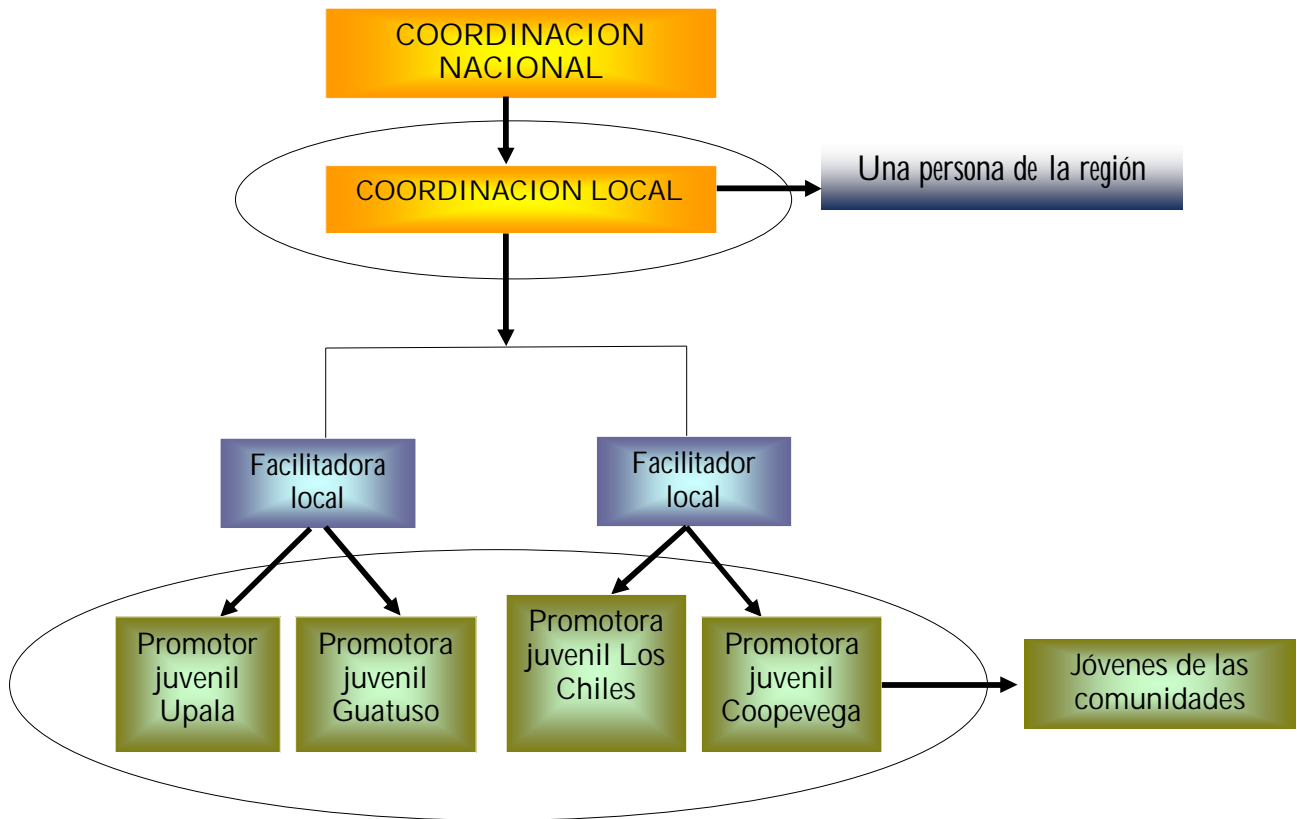 COORDINACION
NACIONAL
COORDINACION LOCAL
Una persona de la región
Facilitadora
local
Facilitador
local
Promotor
juvenil
Upala
Promotora
juvenil
Guatuso
Promotora
juvenil Los
Chiles
Promotora
juvenil
Coopevega
Jóvenes de las
comunidades